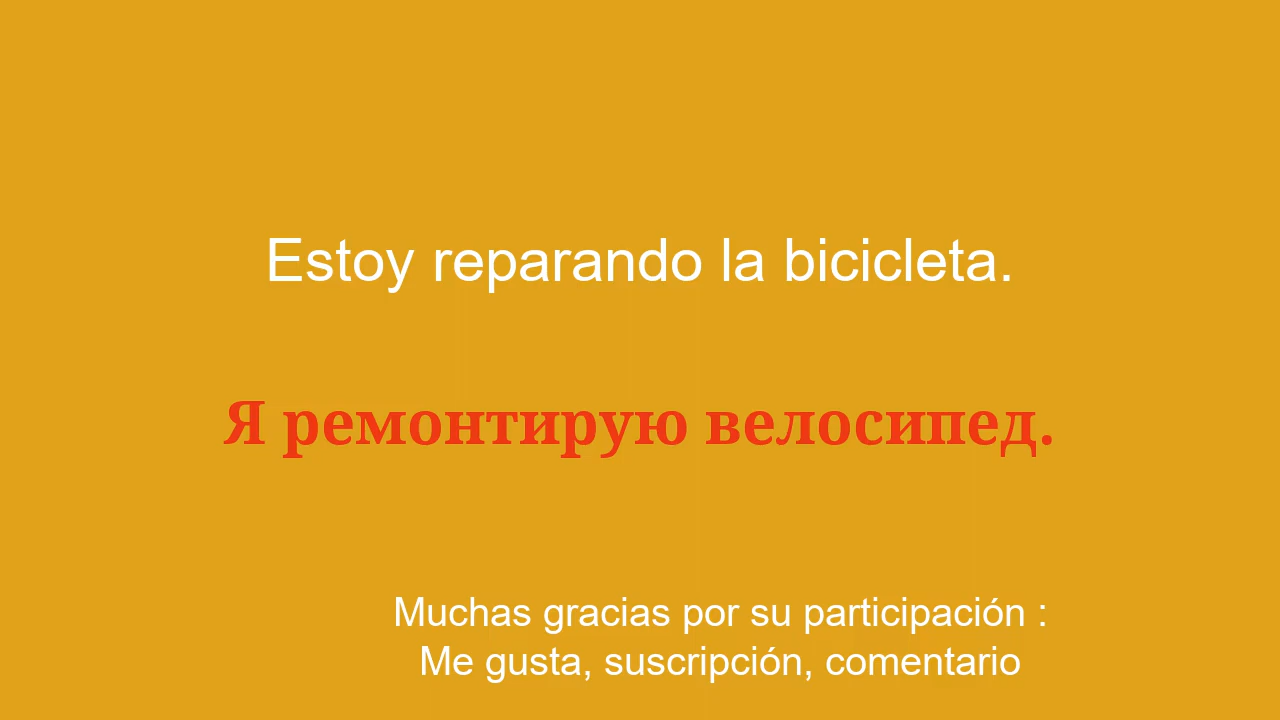 Estoy reparando la bicicleta.
Я ремонтирую велосипед.
Muchas gracias por su participación :
Me gusta, suscripción, comentario